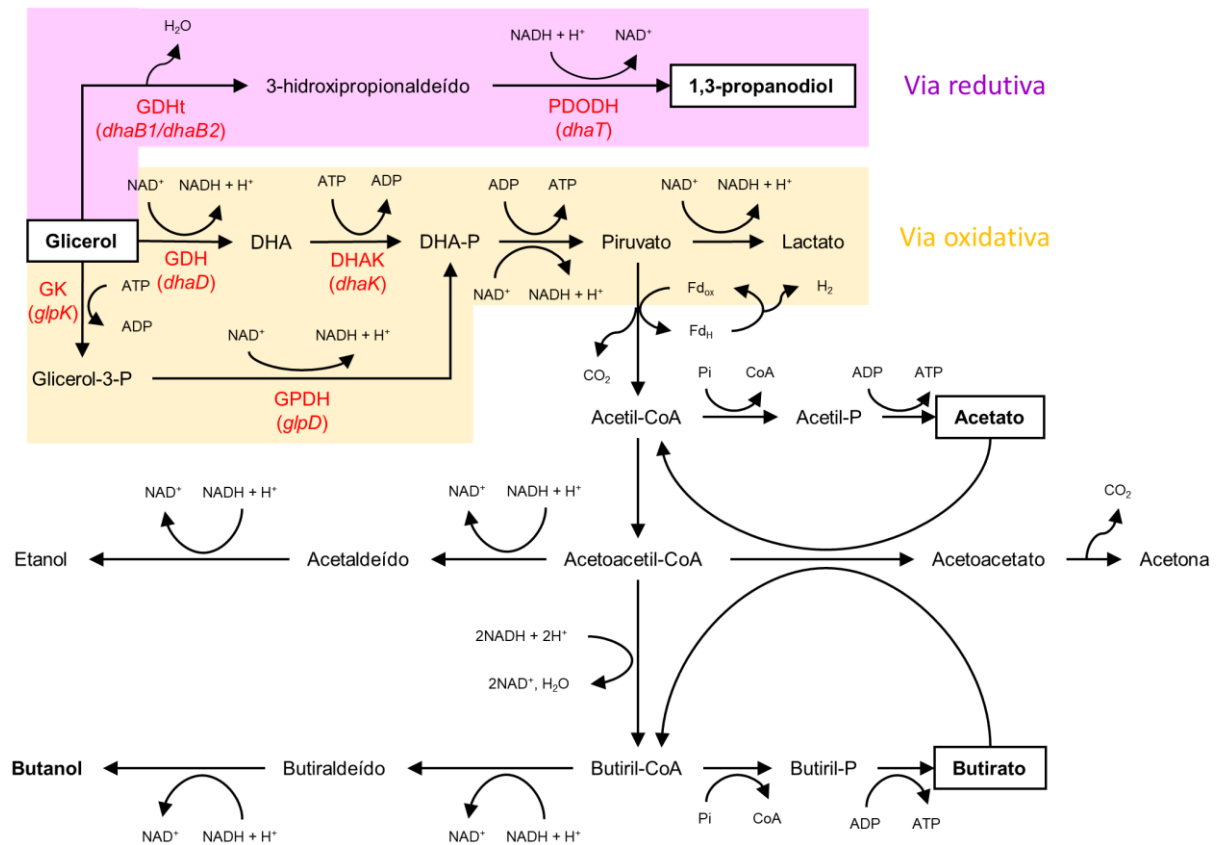 H₂O
NADH + H⁺ NAD⁺
3-hidroxipropionaldeído
1,3-propanodiol
Via redutiva
GDHt
(dhaB1/dhaB2)
PDODH
(dhaT)
NAD⁺ NADH + H⁺
ATP ADP
ADP ATP
NAD⁺ NADH + H⁺
Glicerol
DHA
DHA-P
Piruvato
Lactato
Via oxidativa
GDH
(dhaD)
DHAK
(dhaK)
NAD⁺ NADH + H⁺
GK
(glpK)
ATP
ADP
Fdox
H₂
FdH
NAD⁺ NADH + H⁺
Glicerol-3-P
GPDH
(glpD)
CO₂
Pi CoA
ADP ATP
Acetil-CoA
Acetil-P
Acetato
NAD⁺ NADH + H⁺
NAD⁺ NADH + H⁺
CO₂
Etanol
Acetaldeído
Acetoacetil-CoA
Acetoacetato
Acetona
2NADH + 2H⁺
2NAD⁺, H₂O
Butanol
Butiraldeído
Butiril-CoA
Butiril-P
Butirato
NAD⁺ NADH + H⁺
NAD⁺ NADH + H⁺
Pi CoA
ADP ATP